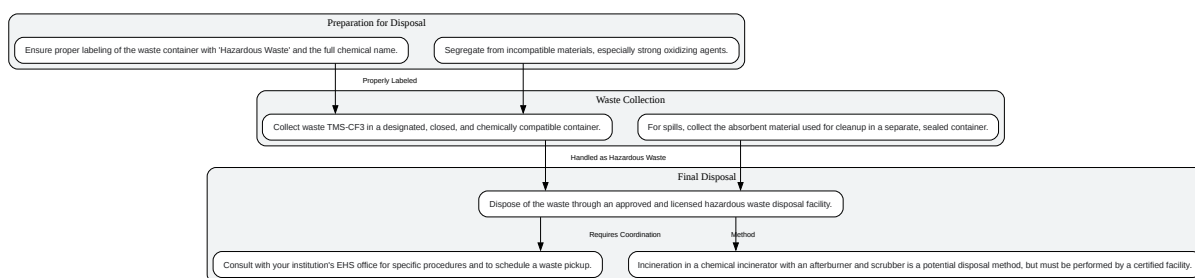 Preparation for Disposal
Ensure proper labeling of the waste container with 'Hazardous Waste' and the full chemical name.
Segregate from incompatible materials, especially strong oxidizing agents.
Properly Labeled
Waste Collection
Collect waste TMS-CF3 in a designated, closed, and chemically compatible container.
For spills, collect the absorbent material used for cleanup in a separate, sealed container.
Handled as Hazardous Waste
Final Disposal
Dispose of the waste through an approved and licensed hazardous waste disposal facility.
Requires Coordination
Method
Consult with your institution's EHS office for specific procedures and to schedule a waste pickup.
Incineration in a chemical incinerator with an afterburner and scrubber is a potential disposal method, but must be performed by a certified facility.